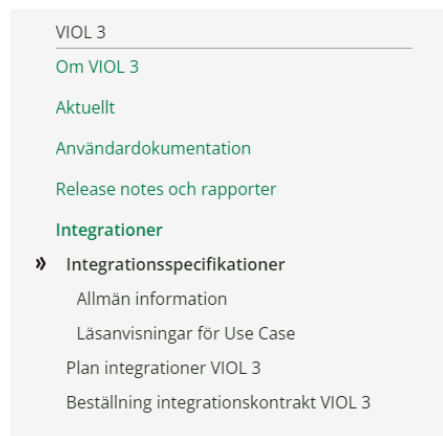 VIOL 3
Om VIOL 3
Aktuellt
Användardokumentation
Release notes och rapporter
Integrationer
» Integrationsspecifikationer
Allmän information
Läsanvisningar för Use Case
Plan integrationer VIOL 3
Beställning integrationskontrakt VIOL 3